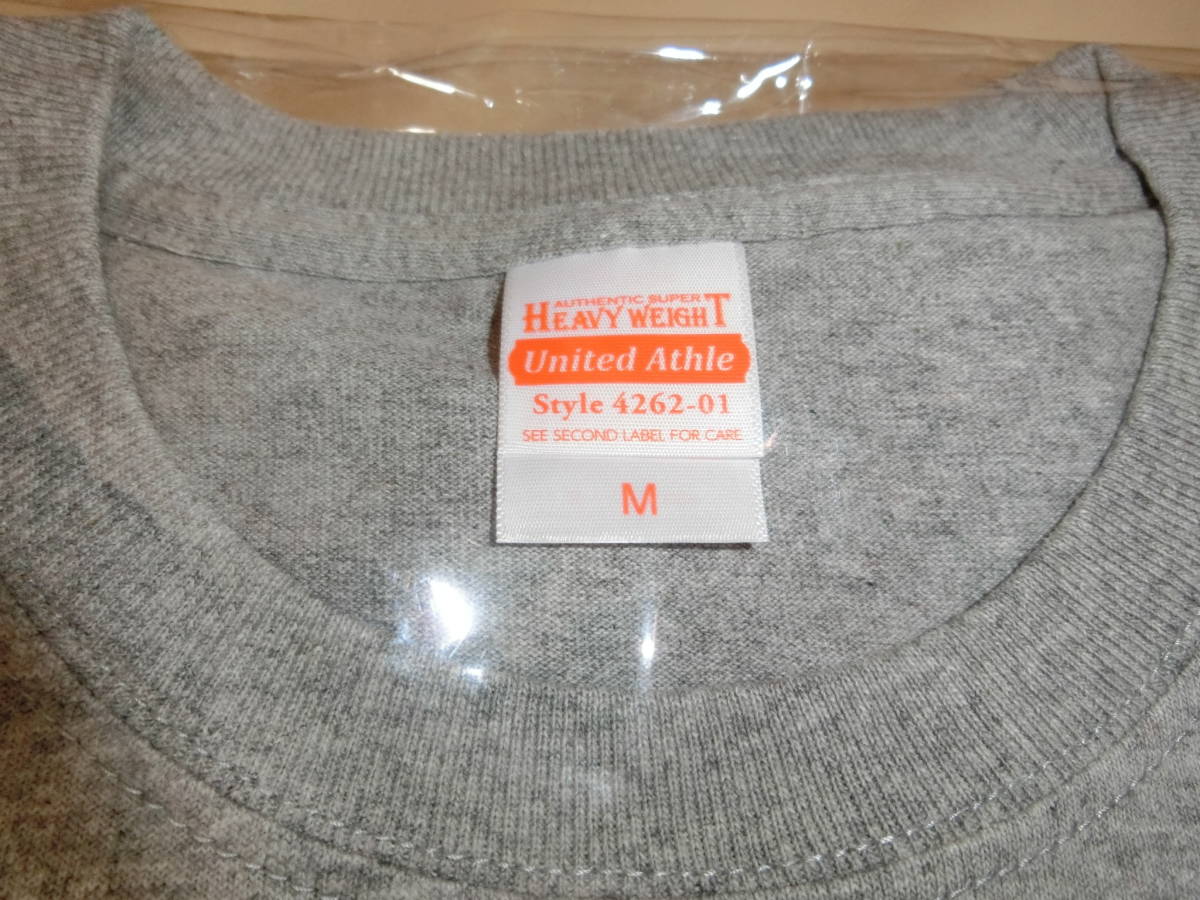 AUTHENTIC SUPER
HEAVY WEIGHT
United Athle
Style 4262-01
SEE SECOND LABEL FOR CARE
M